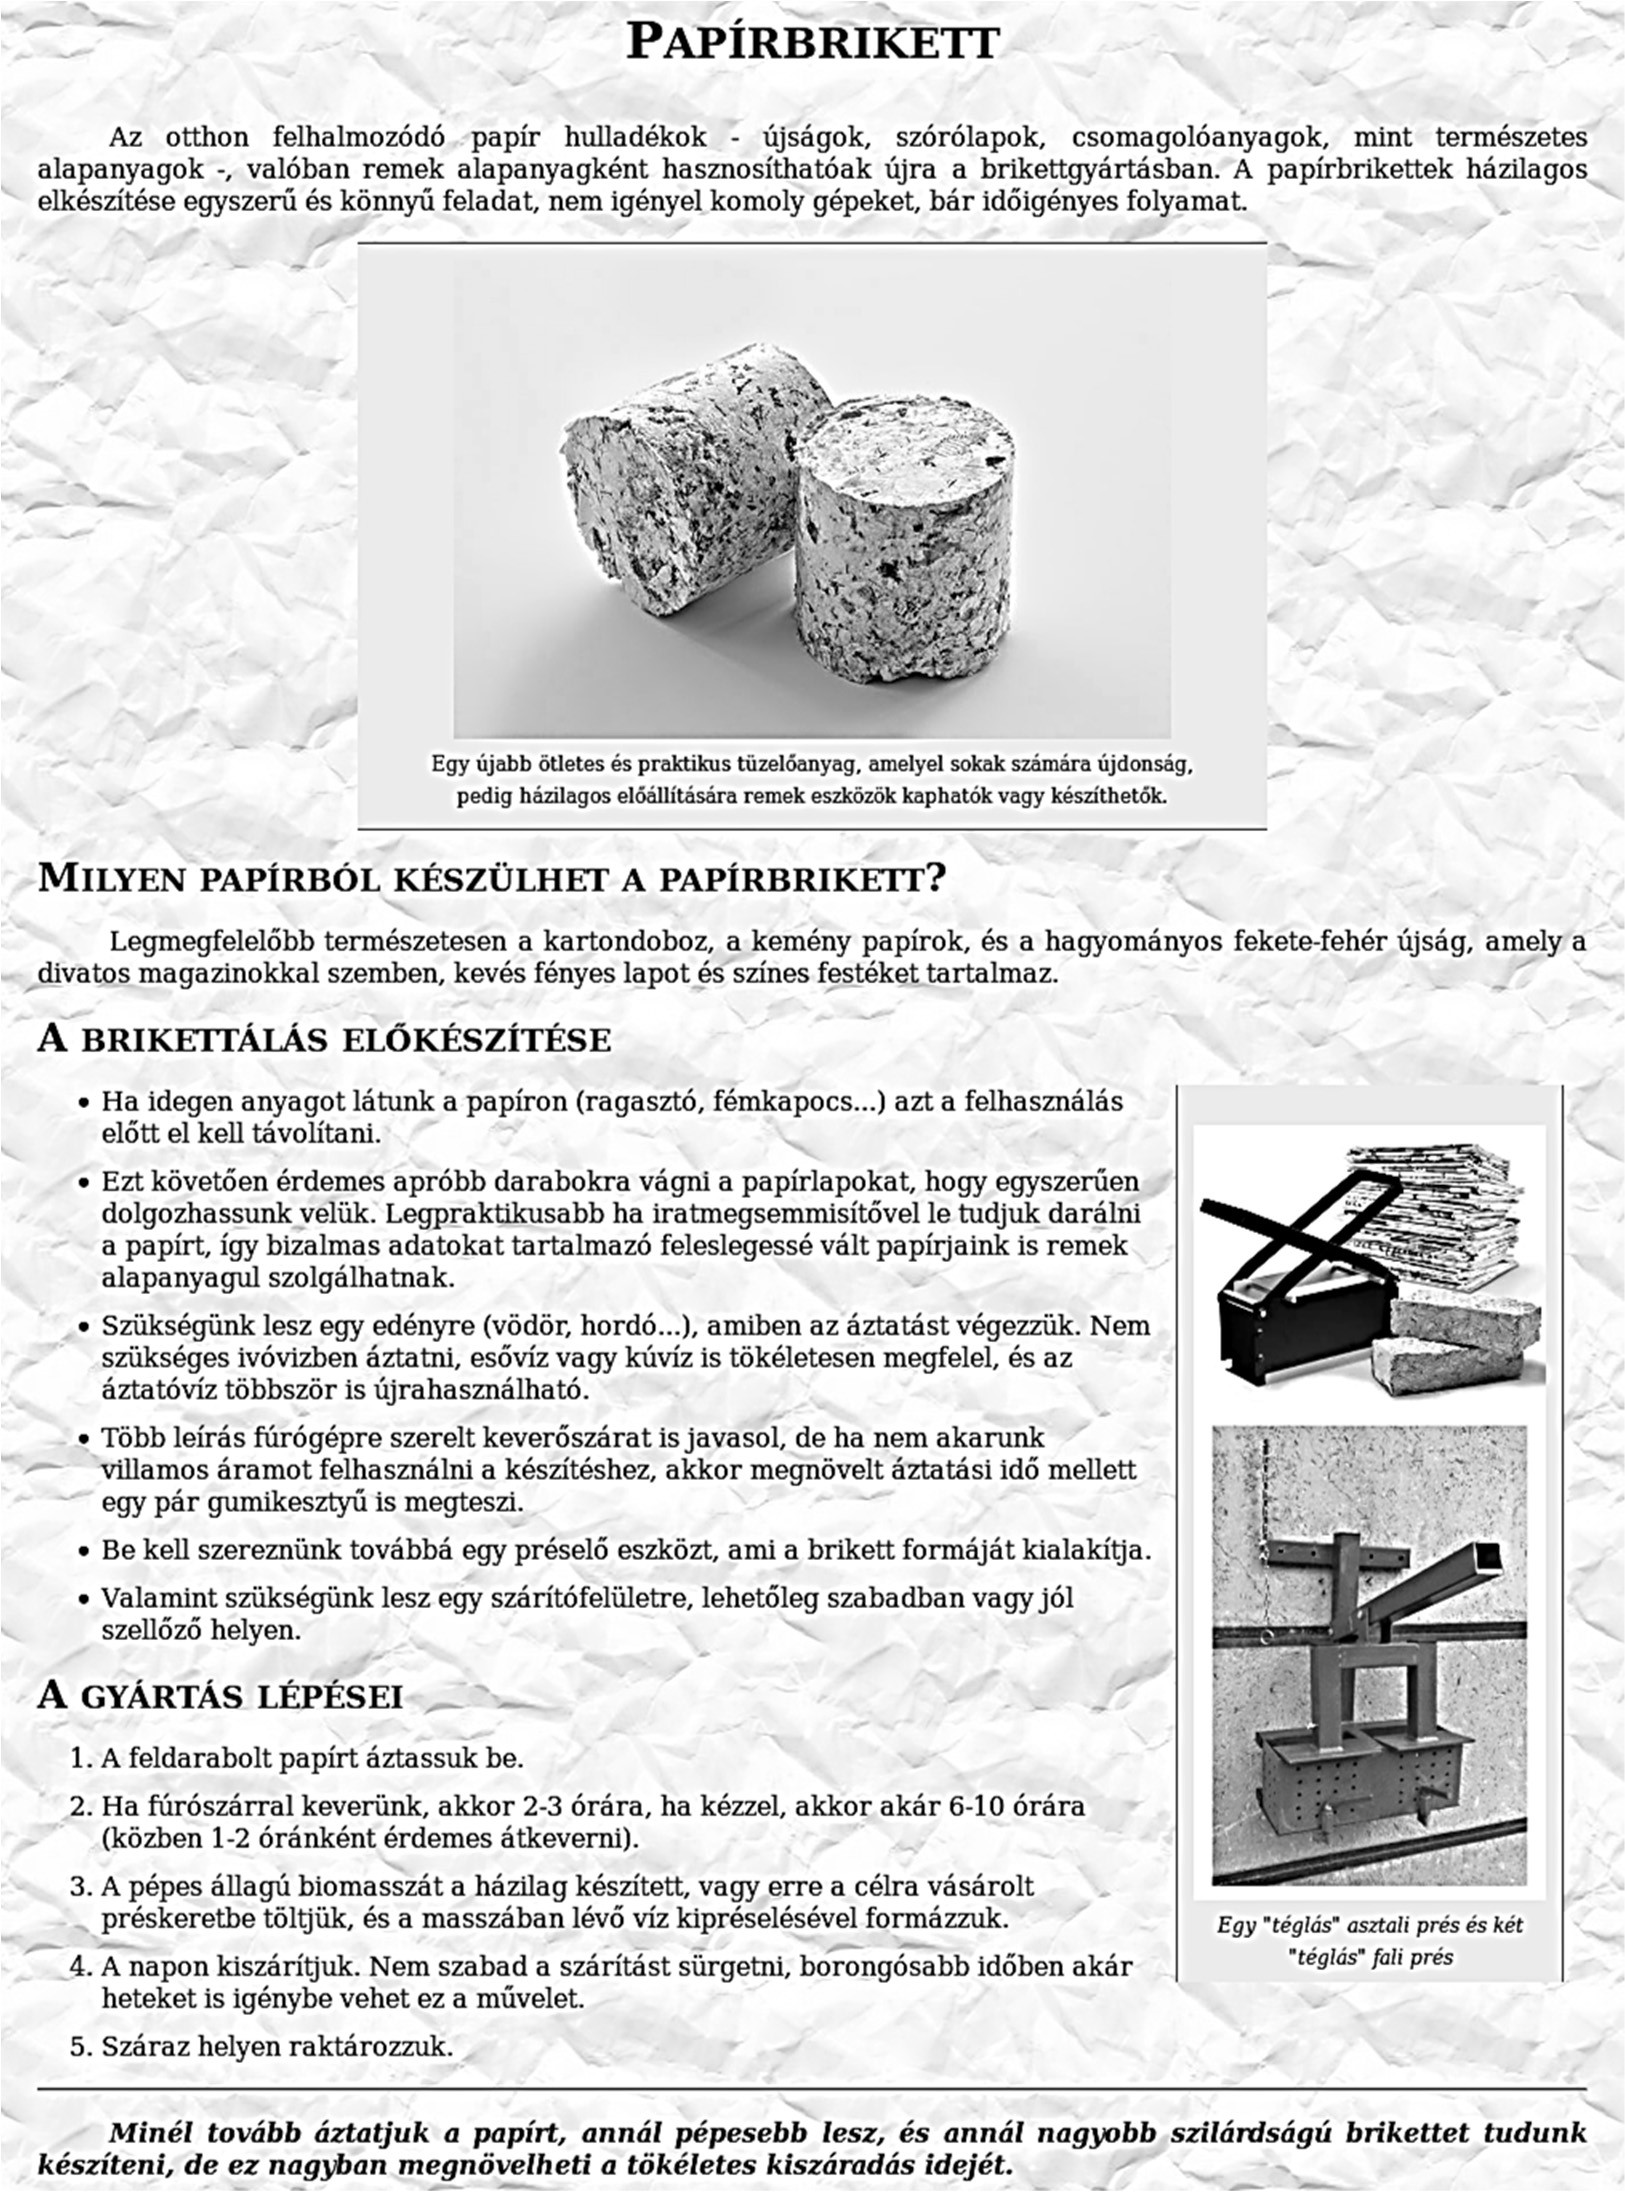 PAPÍRBRIKETT
Az otthon felhalmozódó papír hulladékok - újságok, szórólapok, csomagolóanyagok, mint természetes
alapanyagok -, valóban remek alapanyagként hasznosíthatóak újra a brikettgyártásban. A papírbrikettek házilagos
elkészítése egyszerű és könnyű feladat, nem igényel komoly gépeket, bár időigényes folyamat.
Egy újabb ötletes és praktikus tüzelőanyag, amelyel sokak számára újdonság,
pedig házilagos előállítására remek eszközök kaphatók vagy készíthetők.
MILYEN PAPÍRBÓL KÉSZÜLHET A PAPÍRBRIKETT?
Legmegfelelőbb természetesen a kartondoboz, a kemény papírok, és a hagyományos fekete-fehér újság, amely a
divatos magazinokkal szemben, kevés fényes lapot és színes festéket tartalmaz.
A BRIKETTÁLÁS ELŐKÉSZÍTÉSE
• Ha idegen anyagot látunk a papíron (ragasztó, fémkapocs...) azt a felhasználás
előtt el kell távolítani.
• Ezt követően érdemes apróbb darabokra vágni a papírlapokat, hogy egyszerűen
dolgozhassunk velük. Legpraktikusabb ha iratmegsemmisítővel le tudjuk darálni
a papírt, így bizalmas adatokat tartalmazó feleslegessé vált papírjaink is remek
alapanyagul szolgálhatnak.
• Szükségünk lesz egy edényre (vödör, hordó...), amiben az áztatást végezzük. Nem
szükséges ivóvizben áztatni, esővíz vagy kúvíz is tökéletesen megfelel, és az
áztatóvíz többször is újrahasználható.
• Több leírás fúrógépre szerelt keverőszárat is javasol, de ha nem akarunk
villamos áramot felhasználni a készítéshez, akkor megnövelt áztatási idő mellett
egy pár gumikesztyű is megteszi.
• Be kell szereznünk továbbá egy préselő eszközt, ami a brikett formáját kialakítja.
• Valamint szükségünk lesz egy szárítófelületre, lehetőleg szabadban vagy jól
szellőző helyen.
A GYÁRTÁS LÉPÉSEI
1. A feldarabolt papírt áztassuk be.
2. Ha fúrószárral keverünk, akkor 2-3 órára, ha kézzel, akkor akár 6-10 órára
(közben 1-2 óránként érdemes átkeverni).
3. A pépes állagú biomasszát a házilag készített, vagy erre a célra vásárolt
préskeretbe töltjük, és a masszában lévő víz kipréselésével formázzuk.
4. A napon kiszárítjuk. Nem szabad a szárítást sürgetni, borongósabb időben akár
heteket is igénybe vehet ez a művelet.
5. Száraz helyen raktározzuk.
Egy "téglás" asztali prés és két
"téglás" fali prés
Minél tovább áztatjuk a papírt, annál pépesebb lesz, és annál nagyobb szilárdságú brikettet tudunk
készíteni, de ez nagyban megnövelheti a tökéletes kiszáradás idejét.